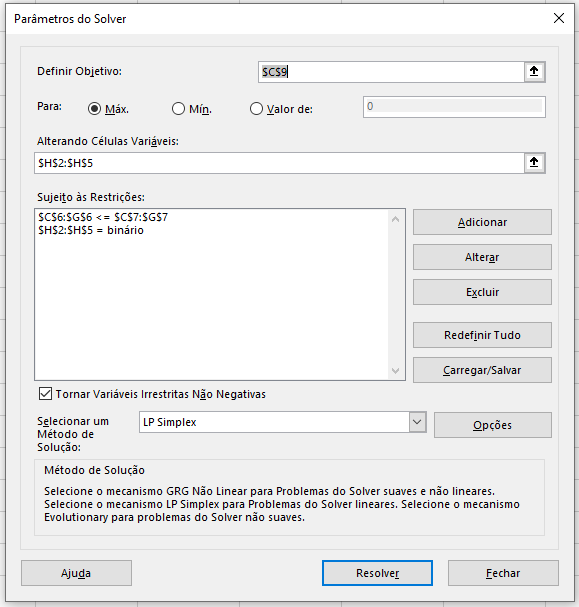 Parâmetros do Solver
Definir Objetivo:
$C$9
Para:
Máx.
Mín.
Valor de:
0
Alterando Células Variáveis:
$H$2:$H$5
Sujeito às Restrições:
$C$6:$G$6 <= $C$7:$G$7
$H$2:$H$5 = binário
Adicionar
Alterar
Excluir
Redefinir Tudo
Carregar/Salvar
Tornar Variáveis Irrestritas Não Negativas
Selecionar um
Método de
Solução:
LP Simplex
Opções
Método de Solução
Selecione o mecanismo GRG Não Linear para Problemas do Solver suaves e não lineares.
Selecione o mecanismo LP Simplex para Problemas do Solver lineares. Selecione o mecanismo
Evolutionary para problemas do Solver não suaves.
Ajuda
Resolver
Fechar